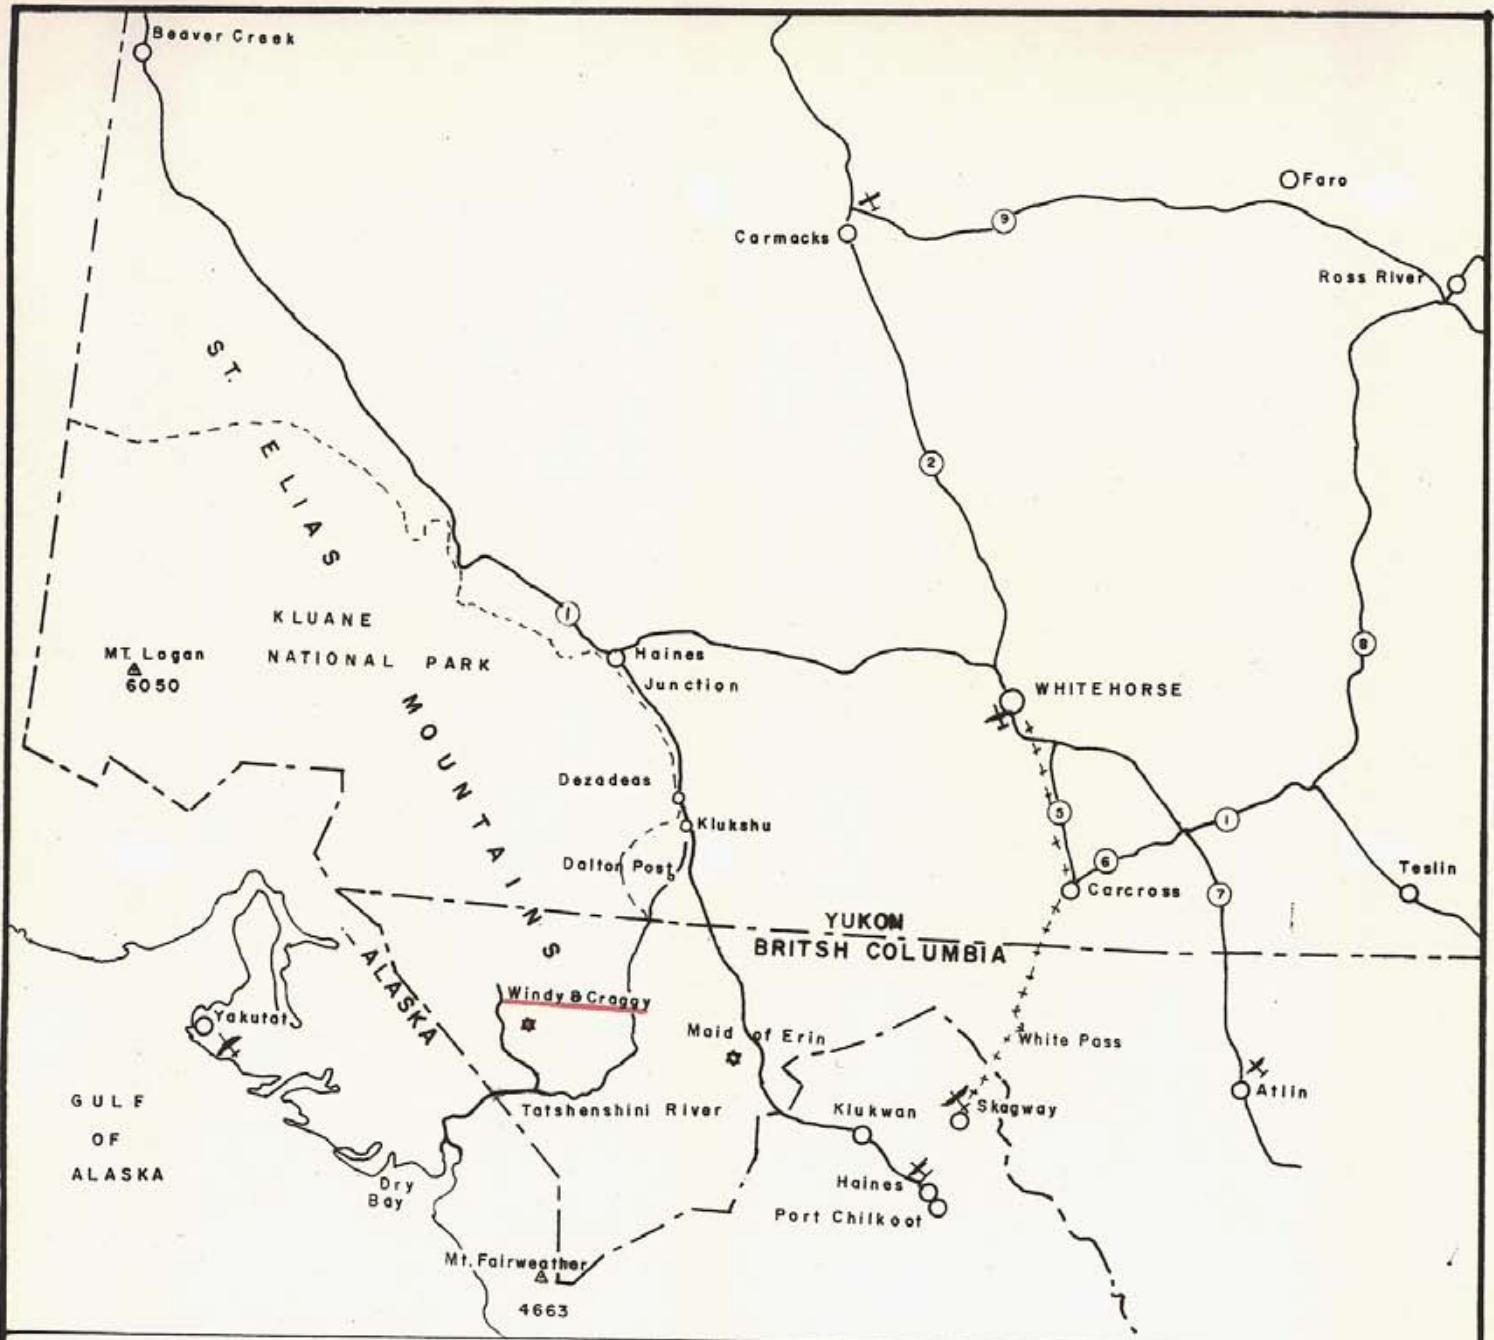 Beaver Creek
Faro
9
Carmacks
Ross River
ST.
ELIAS
MOUNTAINS
2
1
KLUANE
NATIONAL PARK
MT. Logan
6050
Haines
Junction
8
WHITEHORSE
Dezadeas
Klukshu
5
1
6
Dalton Post
Teslin
Carcross
7
YUKON
BRITSH COLUMBIA
ALASKA
Windy & Craggy
Yakutat
Maid of Erin
White Pass
Atlin
GULF
OF
ALASKA
Tatshenshini River
Klukwan
Skagway
Dry
Bay
Haines
Port Chilkoot
Mt. Fairweather
4663